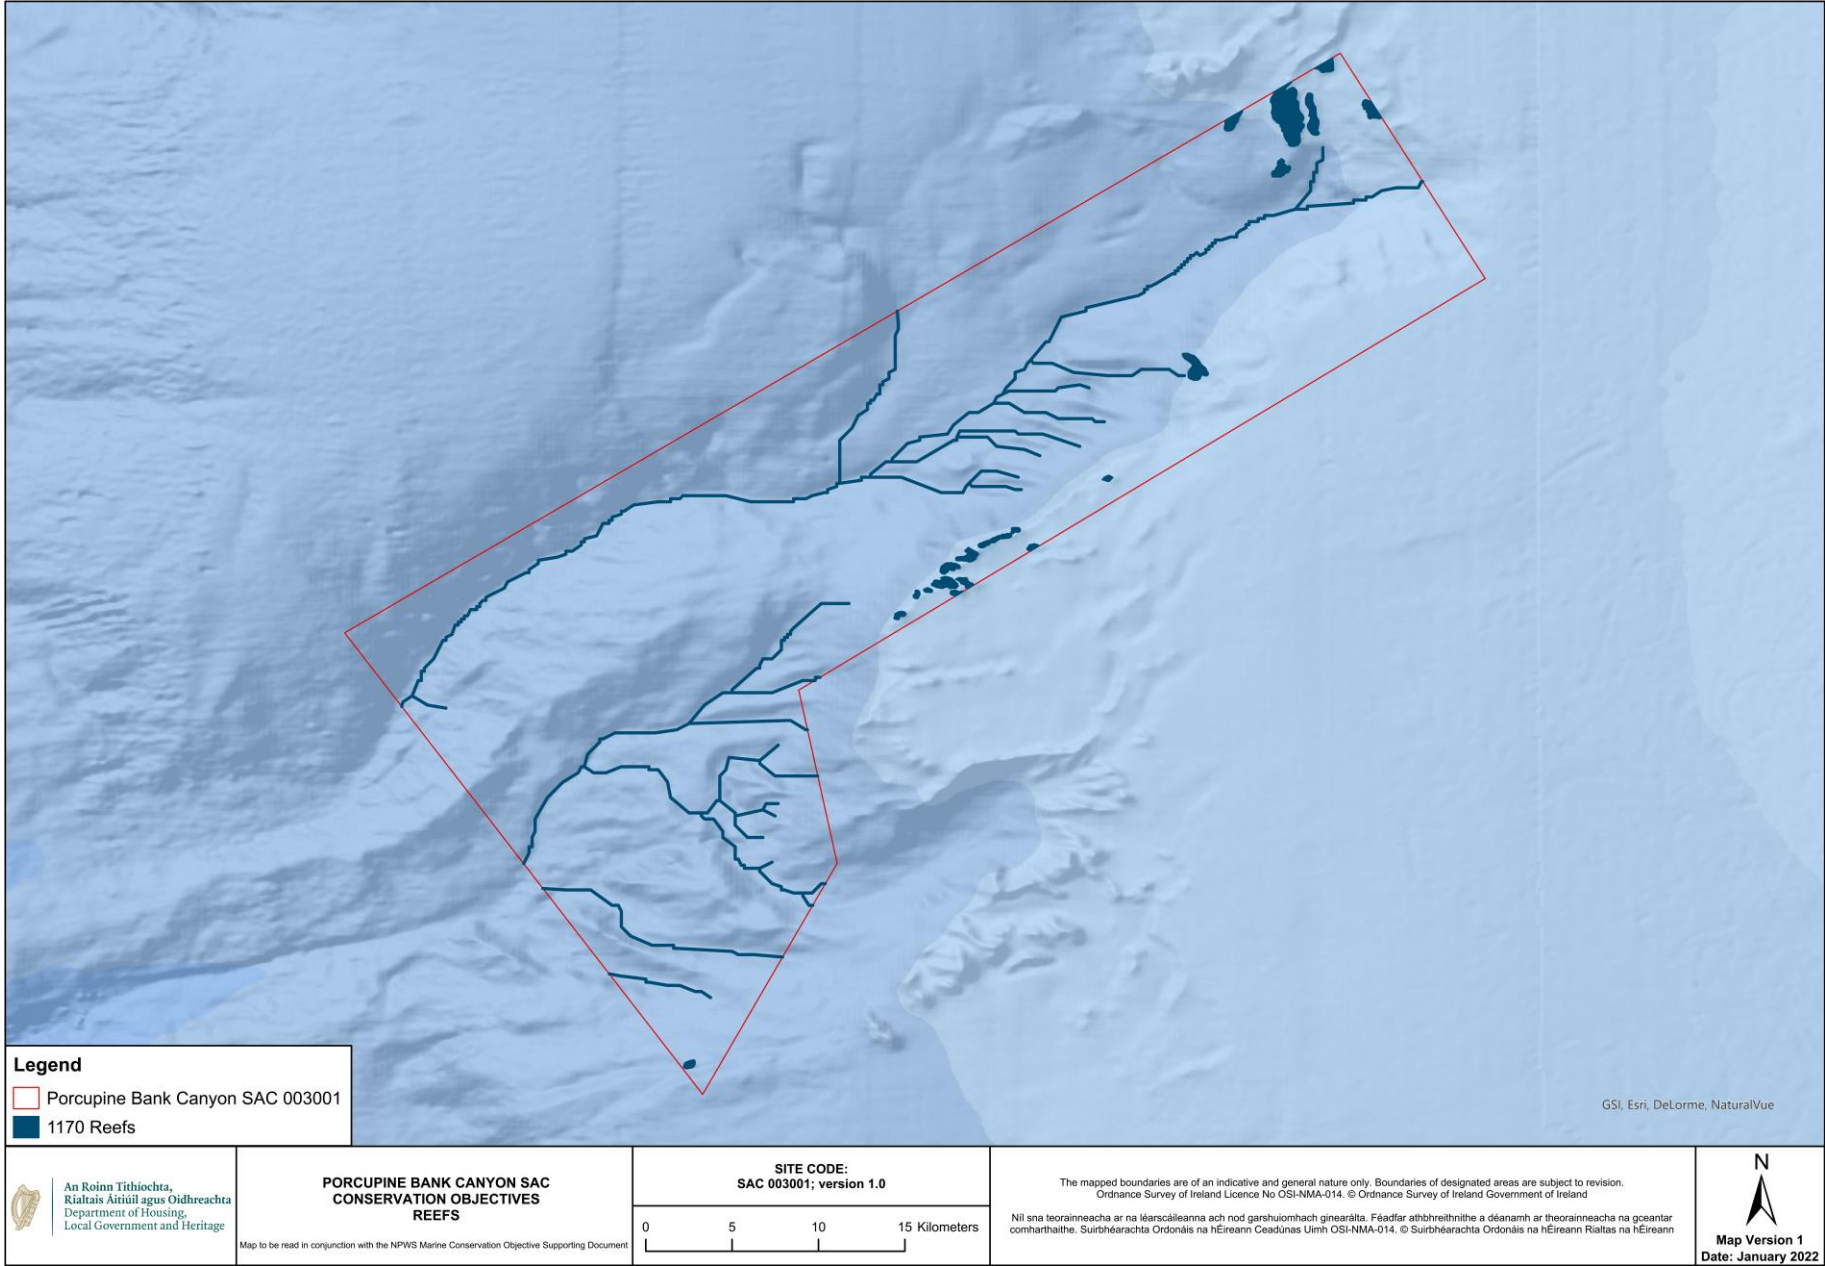 GSI, Esri, DeLorme, NaturalVue
Legend
Porcupine Bank Canyon SAC 003001
1170 Reefs
An Roinn Tithíochta,
Rialtais Áitiúil agus Oidhreachta
Department of Housing,
Local Government and Heritage
PORCUPINE BANK CANYON SAC
CONSERVATION OBJECTIVES
REEFS
Map to be read in conjunction with the NPWS Marine Conservation Objective Supporting Document
SITE CODE:
SAC 003001; version 1.0
0 5 10 15 Kilometers
The mapped boundaries are of an indicative and general nature only. Boundaries of designated areas are subject to revision.
Ordnance Survey of Ireland Licence No OSI-NMA-014. © Ordnance Survey of Ireland Government of Ireland
Níl sna teorainneacha ar na léarscáileanna ach nod garshuiomhach ginearálta. Féadfar athbhreithnithe a déanamh ar theorainneacha na gceantar
comharthaithe. Suirbhéarachta Ordonáis na hÉireann Ceadúnas Uimh OSI-NMA-014. © Suirbhéarachta Ordonáis na hÉireann Rialtas na hÉireann
N
Map Version 1
Date: January 2022